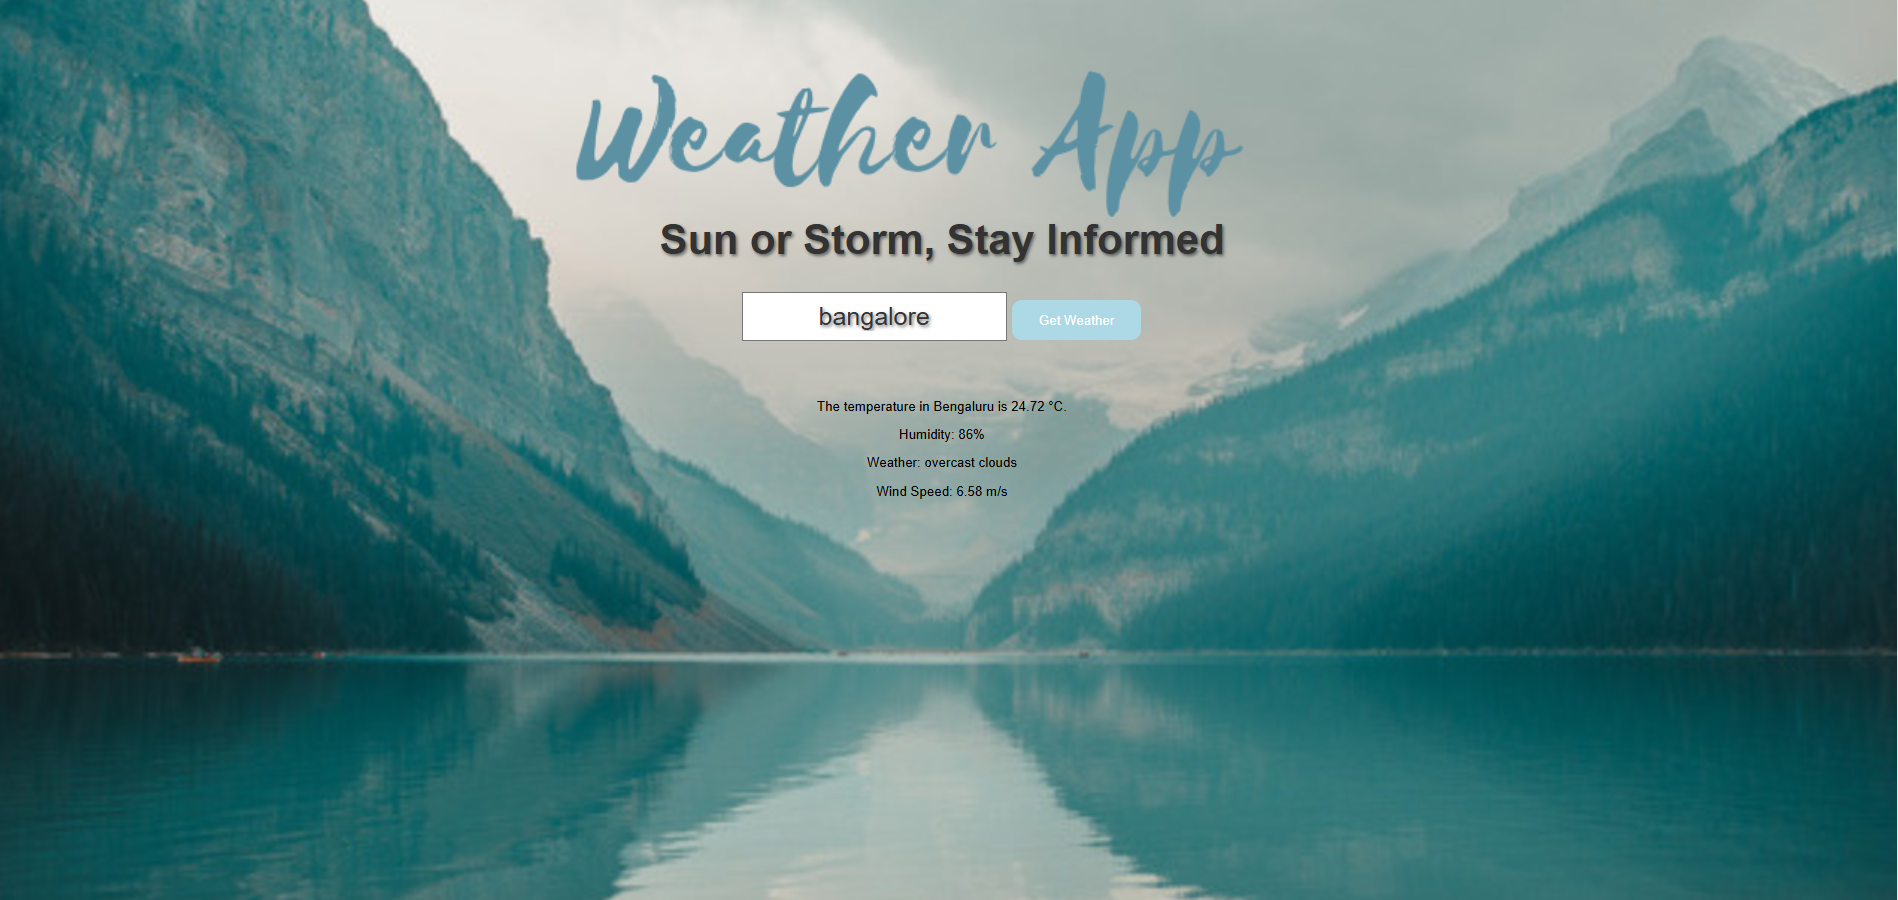 Weather App
Sun or Storm, Stay Informed
bangalore
Get Weather
The temperature in Bengaluru is 24.72 °C.
Humidity: 86%
Weather: overcast clouds
Wind Speed: 6.58 m/s